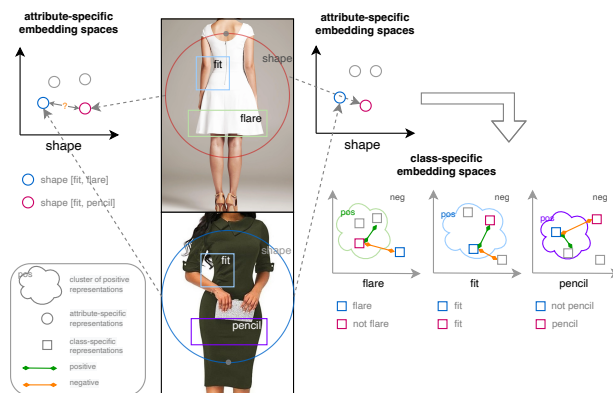 attribute-specific
embedding spaces
?
shape
shape [fit, flare]
shape [fit, pencil]
pos
cluster of positive
representations
attribute-specific
representations
class-specific
representations
positive
negative
shape
fit
flare
shape
fit
pencil
attribute-specific
embedding spaces
shape
class-specific
embedding spaces
neg
pos
flare
flare
not flare
neg
pos
fit
fit
fit
neg
pos
pencil
not pencil
pencil